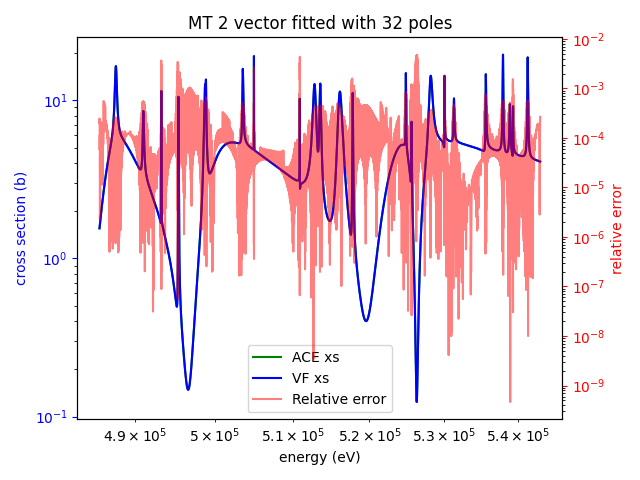 MT 2 vector fitted with 32 poles
10¹
10⁰
10⁻¹
cross section (b)
10⁻²
10⁻³
10⁻⁴
10⁻⁵
10⁻⁶
10⁻⁷
10⁻⁸
10⁻⁹
relative error
ACE xs
VF xs
Relative error
4.9 × 10⁵ 5 × 10⁵ 5.1 × 10⁵ 5.2 × 10⁵ 5.3 × 10⁵ 5.4 × 10⁵
energy (eV)